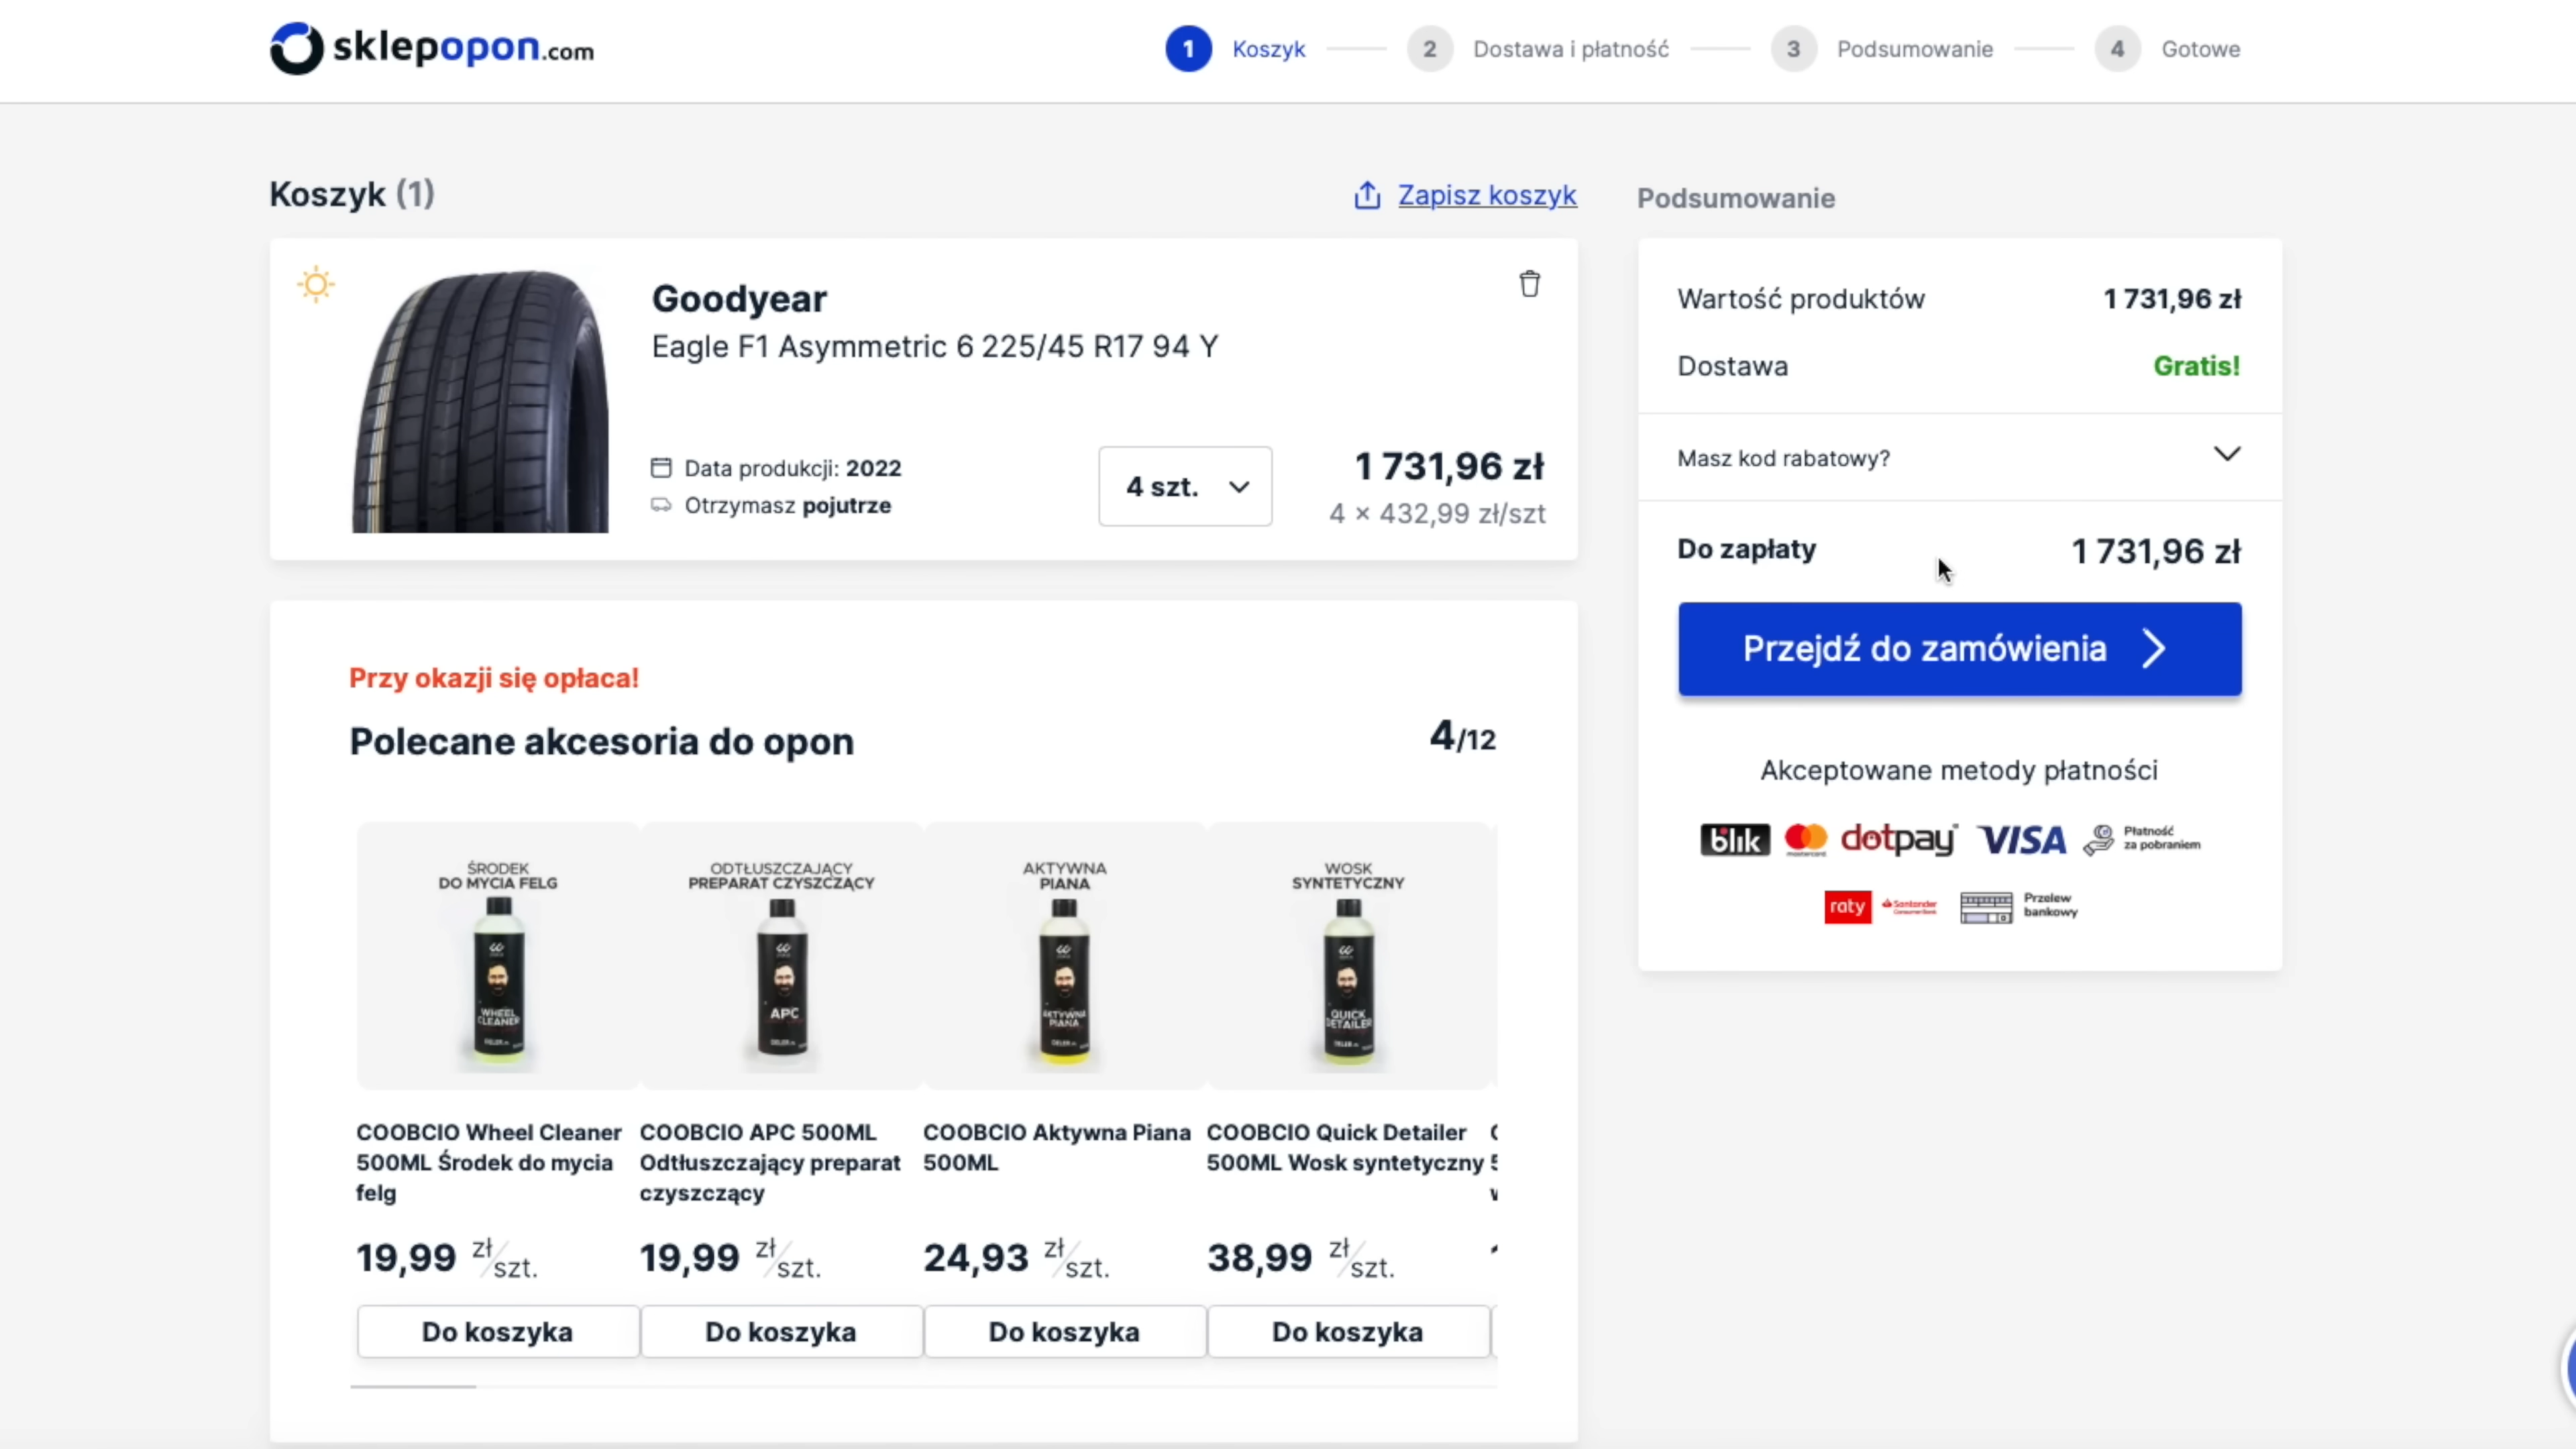 sklepopon.com
1 Koszyk 2 Dostawa i płatność 3 Podsumowanie 4 Gotowe
Koszyk (1)
Zapisz koszyk
Goodyear
Eagle F1 Asymmetric 6 225/45 R17 94 Y
Data produkcji: 2022
Otrzymasz pojutrze
4 szt.
1 731,96 zł
4 × 432,99 zł/szt
Podsumowanie
Wartość produktów 1 731,96 zł
Dostawa Gratis!
Masz kod rabatowy?
Do zapłaty 1 731,96 zł
Przejdź do zamówienia
Akceptowane metody płatności
blik mastercard dotpay VISA Płatność
za pobraniem
raty Santander
Consumer Bank
Przelew
bankowy
Przy okazji się opłaca!
Polecane akcesoria do opon
4/12
ŚRODEK
DO MYCIA FELG
WHEEL
CLEANER
COOBCIO Wheel Cleaner
500ML Środek do mycia
felg
19,99 zł/szt.
Do koszyka
ODTŁUSZCZAJĄCY
PREPARAT CZYSZCZĄCY
APC
COOBCIO APC 500ML
Odtłuszczający preparat
czyszczący
19,99 zł/szt.
Do koszyka
AKTYWNA
PIANA
AKTYWNA
PIANA
COOBCIO Aktywna Piana
500ML
24,93 zł/szt.
Do koszyka
WOSK
SYNTETYCZNY
QUICK
DETAILER
COOBCIO Quick Detailer
500ML Wosk syntetyczny
38,99 zł/szt.
Do koszyka